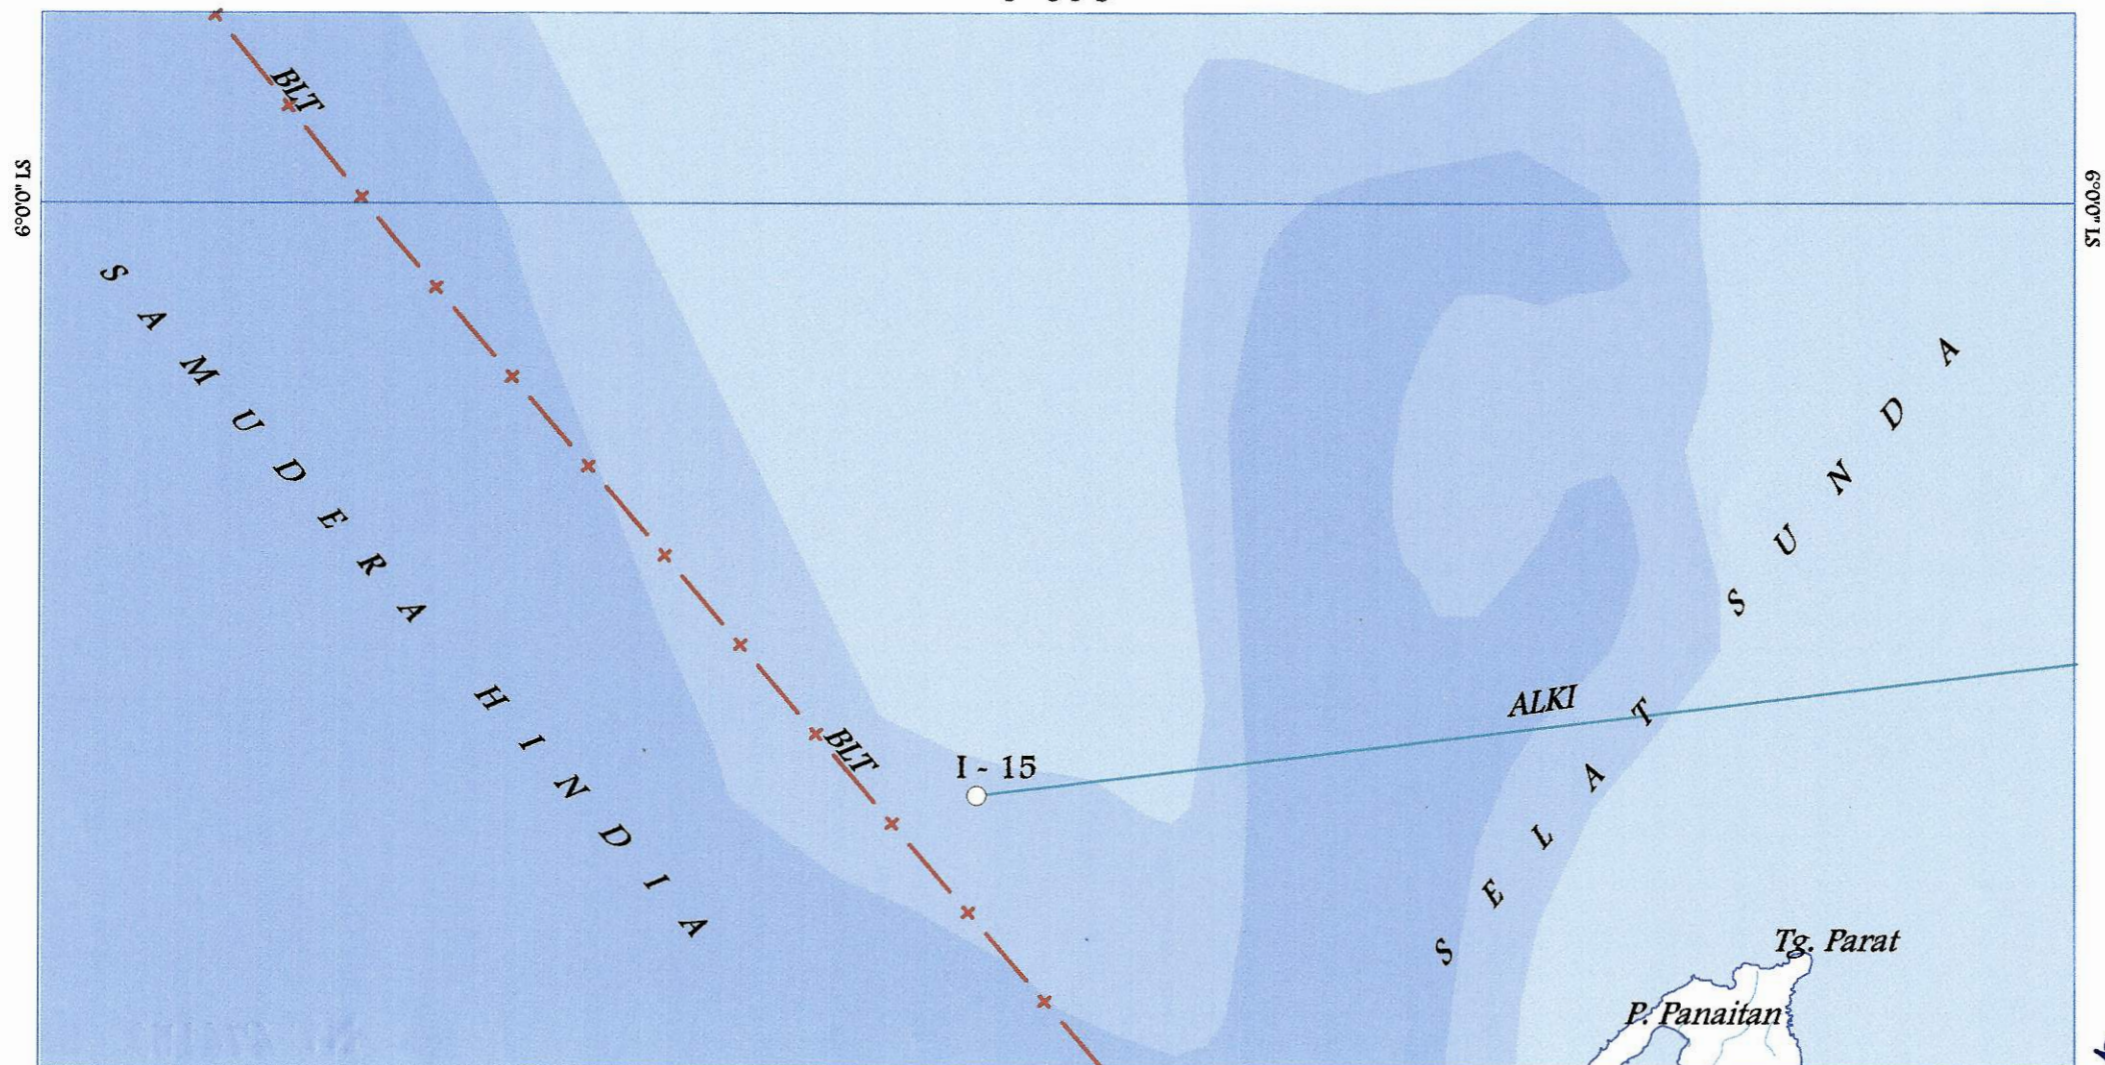 BLT
6°0'0" LS
6°0'0" LS
SAMUDERA HINDIA
SELAT SUNDA
ALKI
BLT
I - 15
Tg. Parat
P. Panaitan